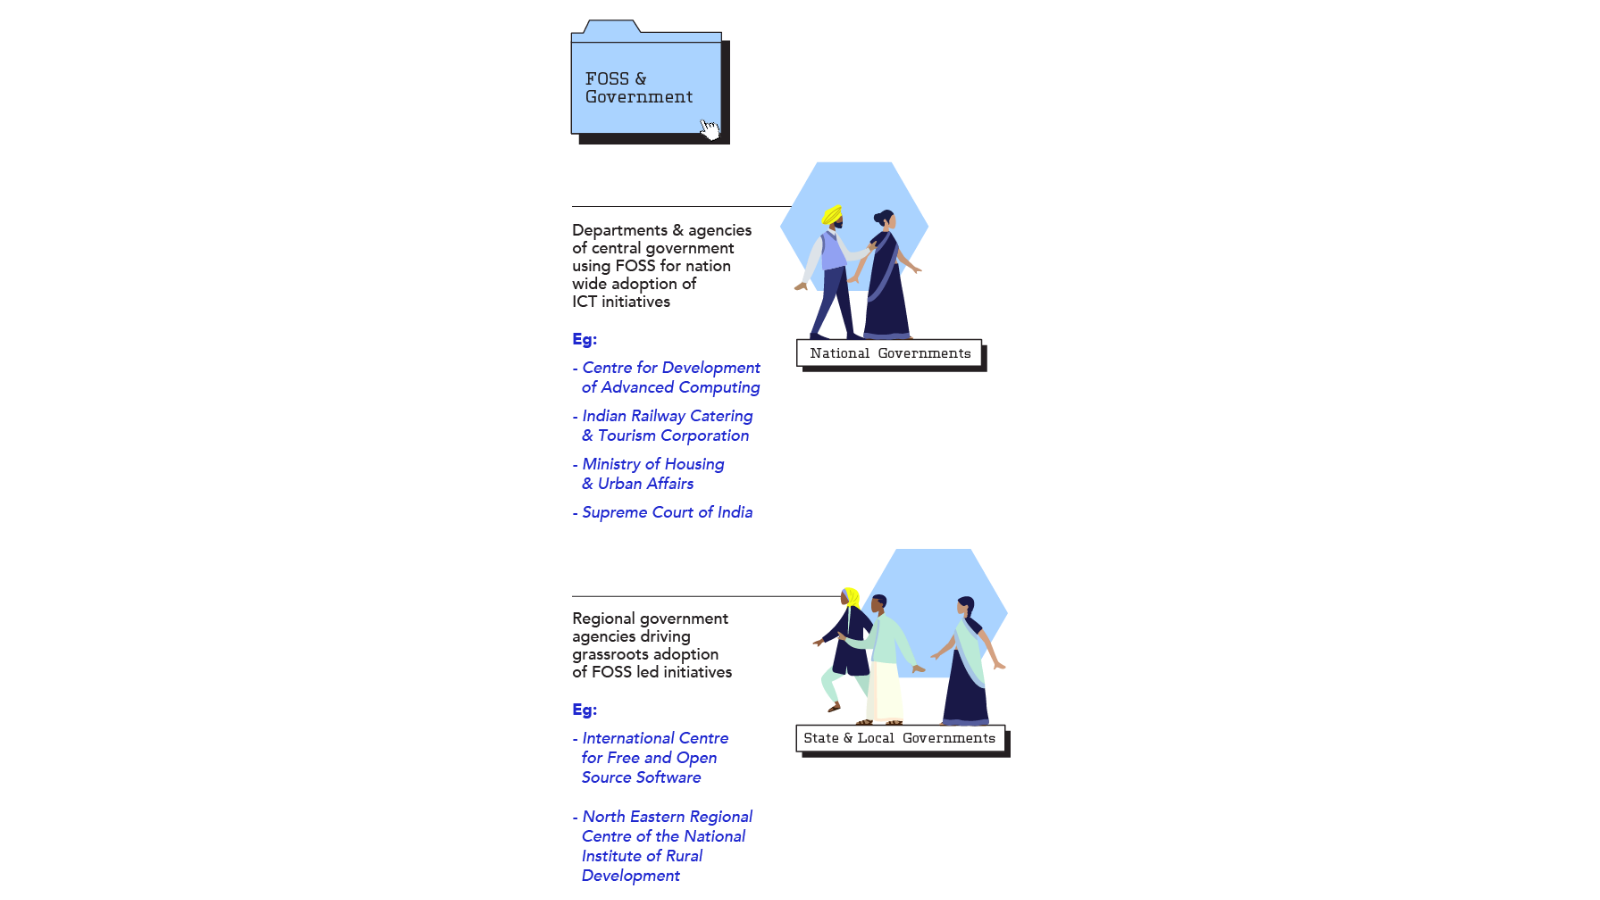 FOSS &
Government
Departments & agencies
of central government
using FOSS for nation
wide adoption of
ICT initiatives
Eg:
- Centre for Development
of Advanced Computing
- Indian Railway Catering
& Tourism Corporation
- Ministry of Housing
& Urban Affairs
- Supreme Court of India
National Governments
Regional government
agencies driving
grassroots adoption
of FOSS led initiatives
Eg:
- International Centre
for Free and Open
Source Software
- North Eastern Regional
Centre of the National
Institute of Rural
Development
State & Local Governments